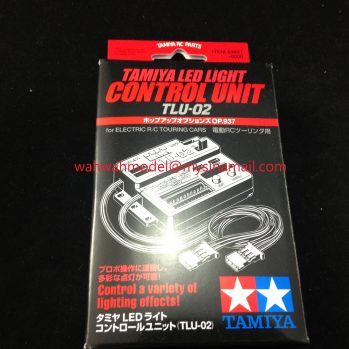 TAMIYA RC PARTS
TAMIYA LED LIGHT
CONTROL UNIT
TLU-02
ホップアップオプションズ OP.937
for ELECTRIC R/C TOURING CARS 電動RCツーリング用
wahwahmodel@mysinamail.com
プロポ操作に連動し、
多彩な点灯が可能!
Control a variety of
lighting effects!
タミヤ LED ライト
コントロールユニット(TLU-02)
TAMIYA